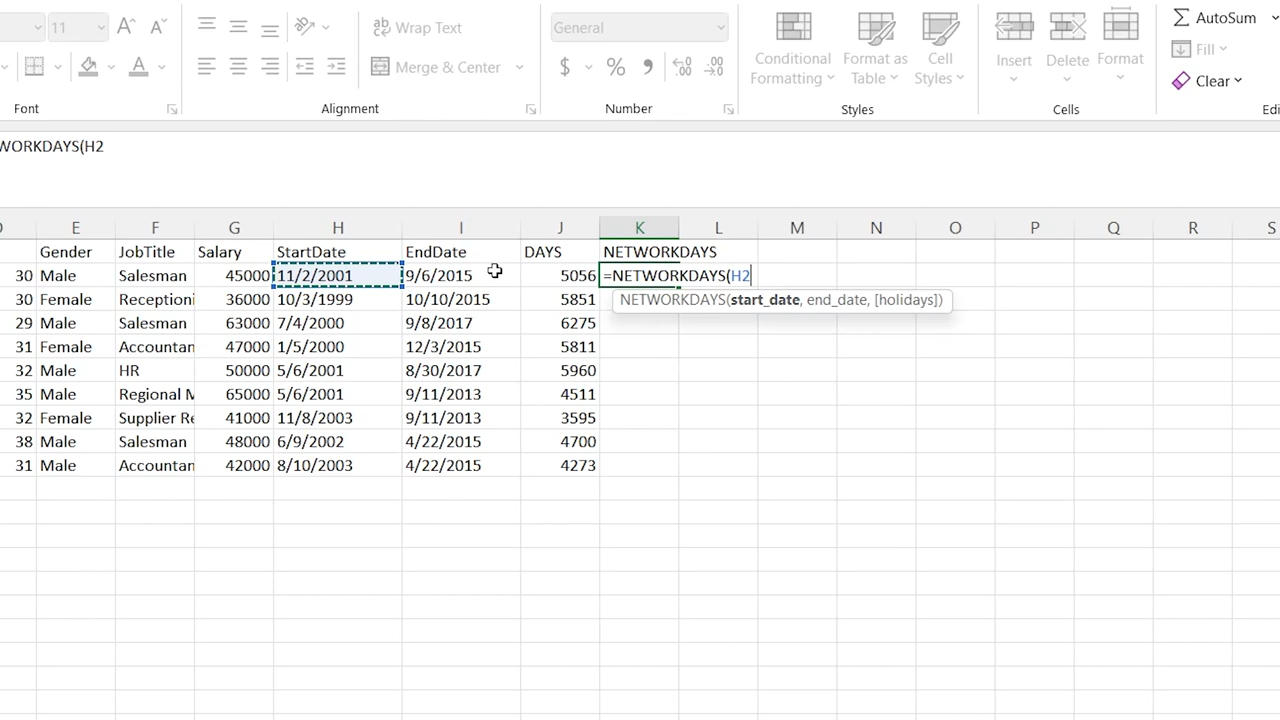 11 A^ Aˇ Wrap Text General Conditional Formatting Format as Table Cell Styles Insert Delete Format AutoSum
Merge & Center $ % Fill
Clear
Font Alignment Number Styles Cells Edi
WORKDAYS(H2
E F G H I J K L M N O P Q R S
Gender JobTitle Salary StartDate EndDate DAYS NETWORKDAYS
30 Male Salesman 45000 11/2/2001 9/6/2015 5056 =NETWORKDAYS(H2
30 Female Receptioni 36000 10/3/1999 10/10/2015 5851 NETWORKDAYS(start_date, end_date, [holidays])
29 Male Salesman 63000 7/4/2000 9/8/2017 6275
31 Female Accountan 47000 1/5/2000 12/3/2015 5811
32 Male HR 50000 5/6/2001 8/30/2017 5960
35 Male Regional M 65000 5/6/2001 9/11/2013 4511
32 Female Supplier Re 41000 11/8/2003 9/11/2013 3595
38 Male Salesman 48000 6/9/2002 4/22/2015 4700
31 Male Accountan 42000 8/10/2003 4/22/2015 4273